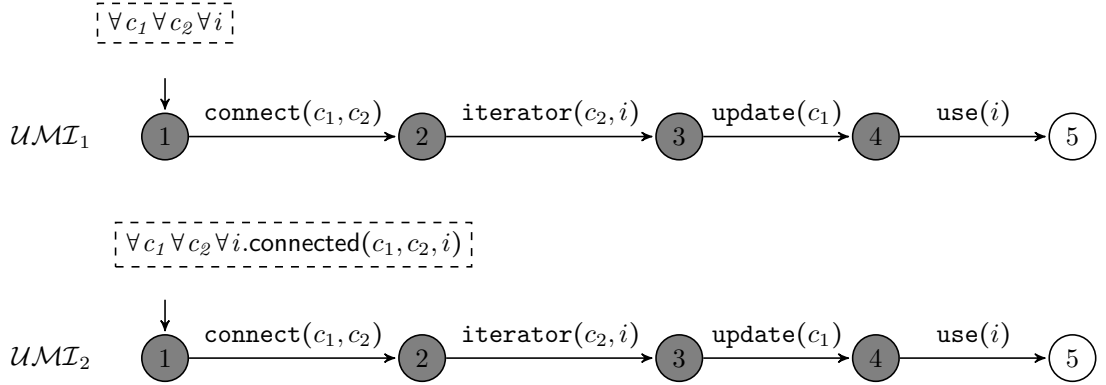 ∀c₁∀c₂∀i
connect(c₁, c₂) iterator(c₂, i) update(c₁) use(i)
𝒰ℳℐ₁ 1 2 3 4 5
∀c₁∀c₂∀i.connected(c₁, c₂, i)
connect(c₁, c₂) iterator(c₂, i) update(c₁) use(i)
𝒰ℳℐ₂ 1 2 3 4 5